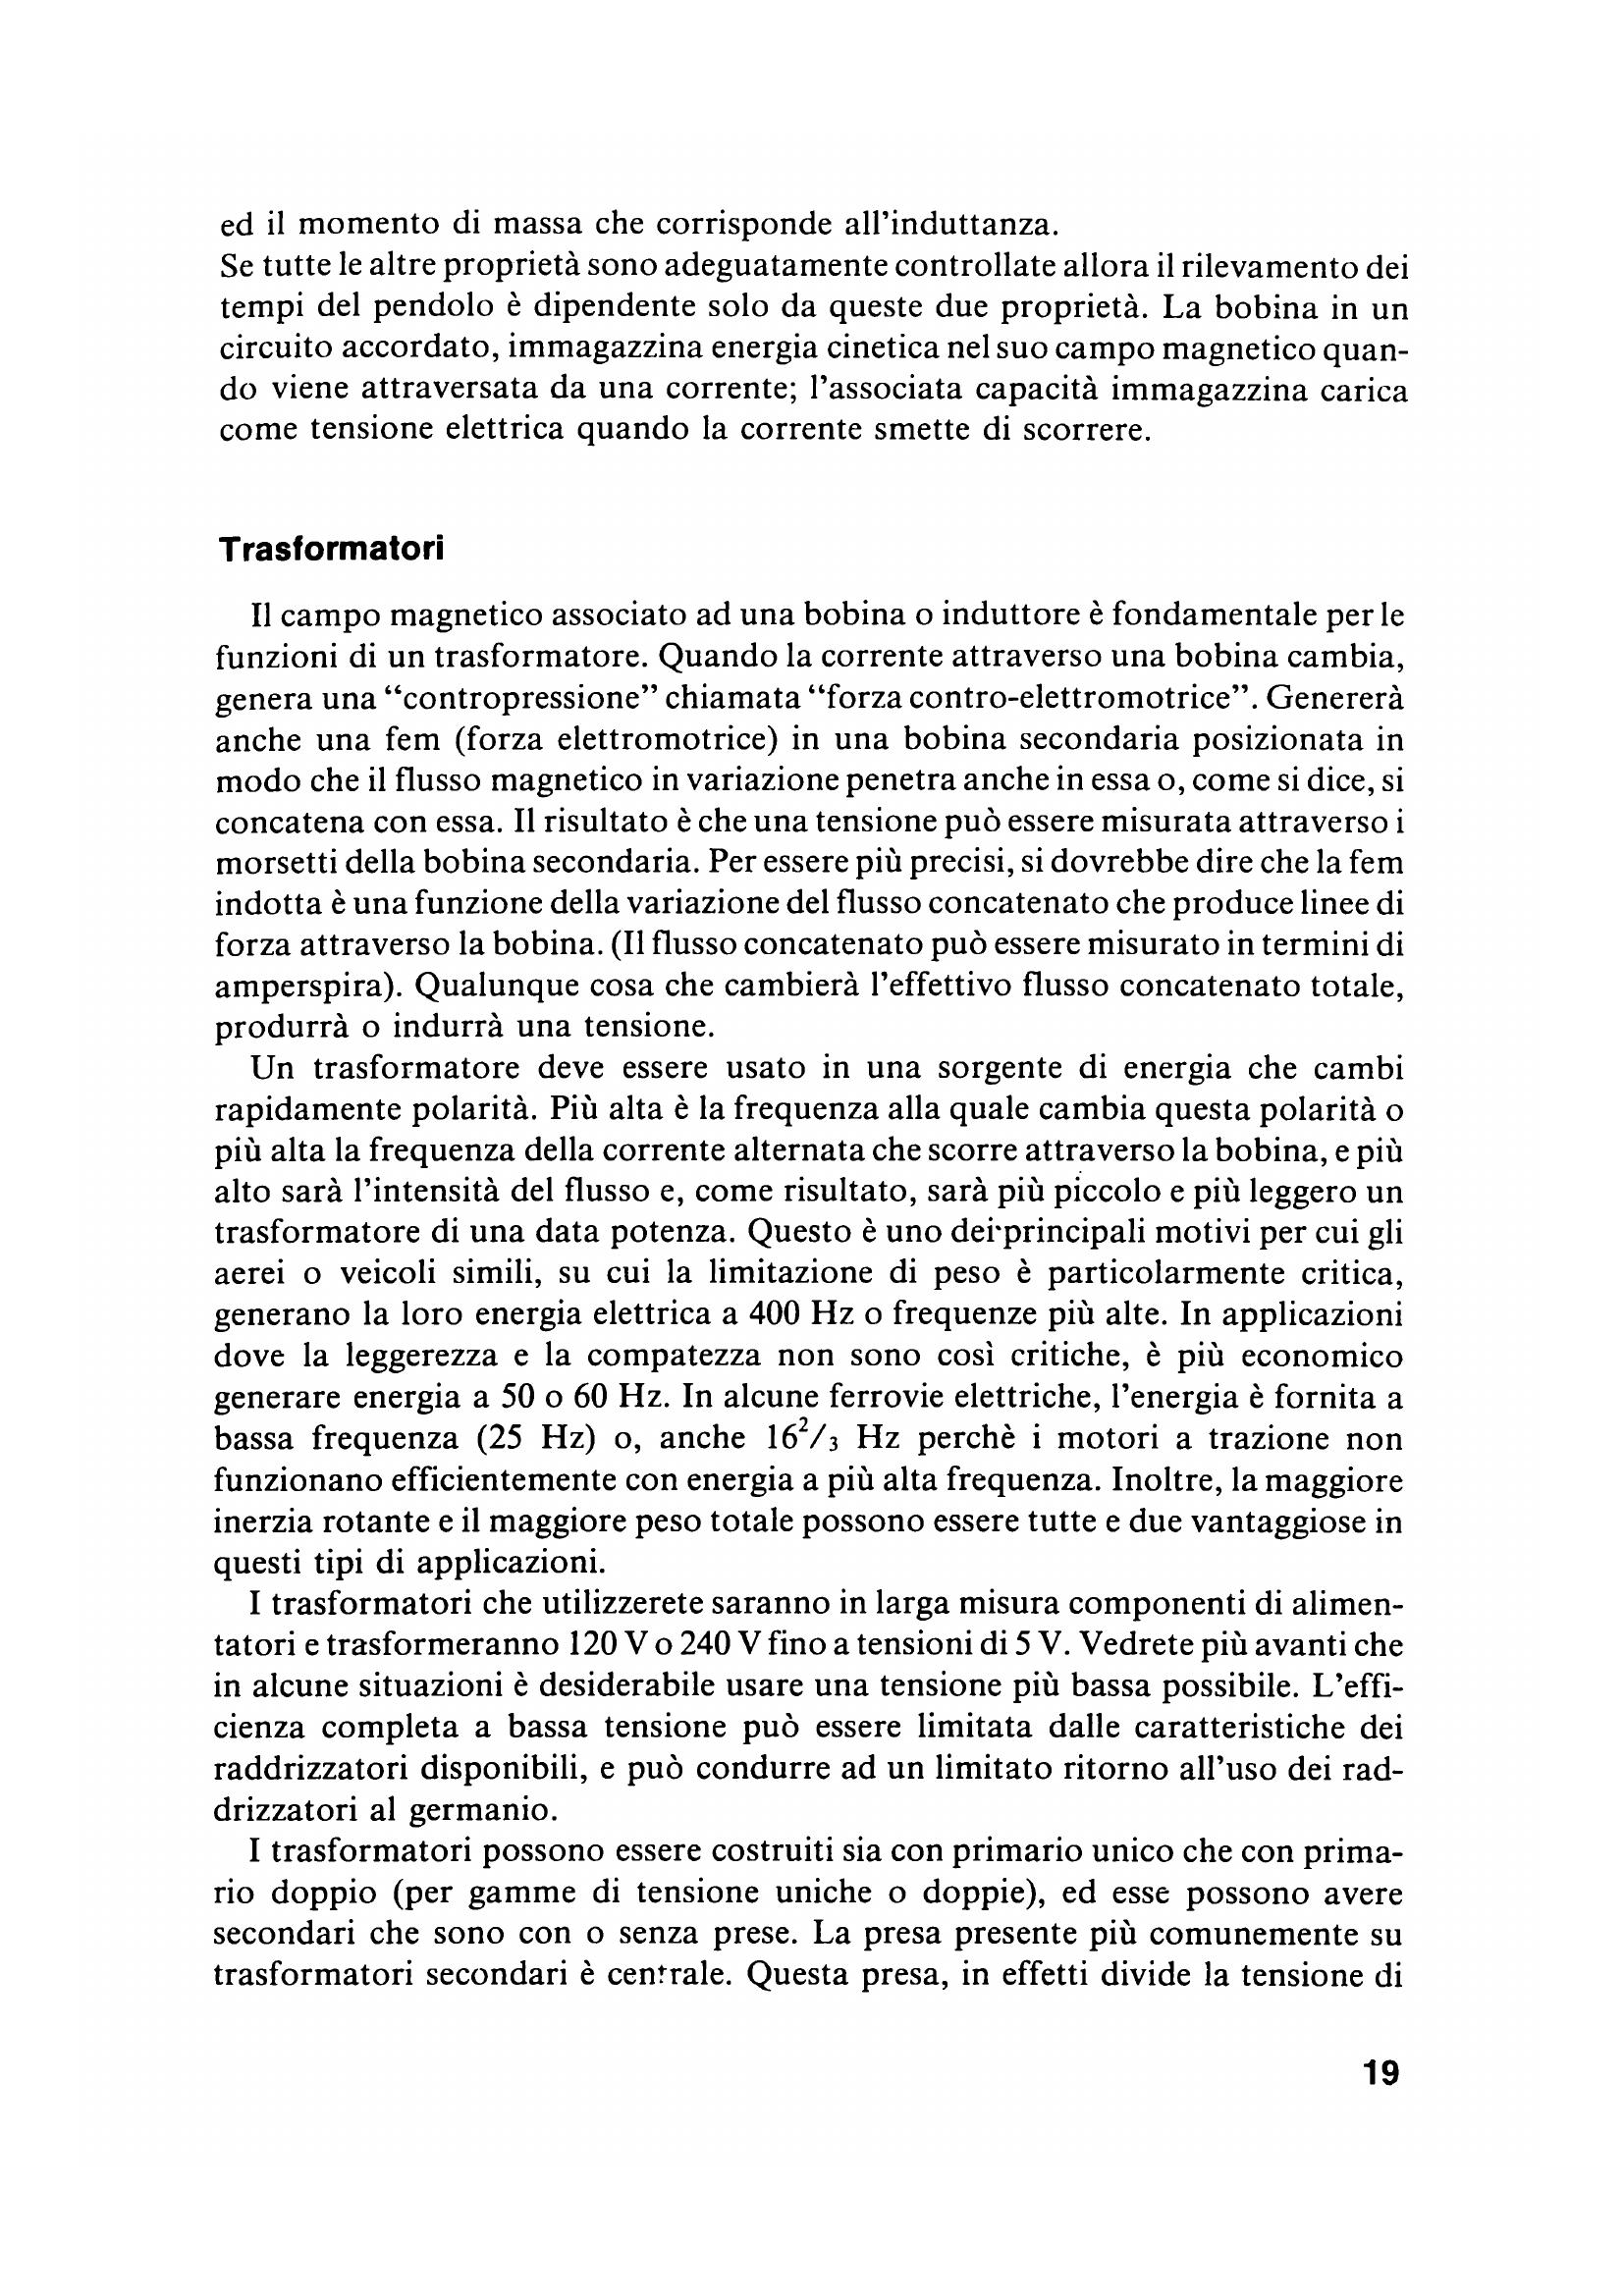 ed il momento di massa che corrisponde all'induttanza.
Se tutte le altre proprietà sono adeguatamente controllate allora il rilevamento dei
tempi del pendolo è dipendente solo da queste due proprietà. La bobina in un
circuito accordato, immagazzina energia cinetica nel suo campo magnetico quan-
do viene attraversata da una corrente; l'associata capacità immagazzina carica
come tensione elettrica quando la corrente smette di scorrere.
Trasformatori
Il campo magnetico associato ad una bobina o induttore è fondamentale per le
funzioni di un trasformatore. Quando la corrente attraverso una bobina cambia,
genera una “contropressione” chiamata “forza contro-elettromotrice”. Genererà
anche una fem (forza elettromotrice) in una bobina secondaria posizionata in
modo che il flusso magnetico in variazione penetra anche in essa o, come si dice, si
concatena con essa. Il risultato è che una tensione può essere misurata attraverso i
morsetti della bobina secondaria. Per essere più precisi, si dovrebbe dire che la fem
indotta è una funzione della variazione del flusso concatenato che produce linee di
forza attraverso la bobina. (Il flusso concatenato può essere misurato in termini di
amperspira). Qualunque cosa che cambierà l'effettivo flusso concatenato totale,
produrrà o indurrà una tensione.
Un trasformatore deve essere usato in una sorgente di energia che cambi
rapidamente polarità. Più alta è la frequenza alla quale cambia questa polarità o
più alta la frequenza della corrente alternata che scorre attraverso la bobina, e più
alto sarà l'intensità del flusso e, come risultato, sarà più piccolo e più leggero un
trasformatore di una data potenza. Questo è uno dei principali motivi per cui gli
aerei o veicoli simili, su cui la limitazione di peso è particolarmente critica,
generano la loro energia elettrica a 400 Hz o frequenze più alte. In applicazioni
dove la leggerezza e la compatezza non sono così critiche, è più economico
generare energia a 50 o 60 Hz. In alcune ferrovie elettriche, l'energia è fornita a
bassa frequenza (25 Hz) o, anche 16²/₃ Hz perchè i motori a trazione non
funzionano efficientemente con energia a più alta frequenza. Inoltre, la maggiore
inerzia rotante e il maggiore peso totale possono essere tutte e due vantaggiose in
questi tipi di applicazioni.
I trasformatori che utilizzerete saranno in larga misura componenti di alimen-
tatori e trasformeranno 120 V o 240 V fino a tensioni di 5 V. Vedrete più avanti che
in alcune situazioni è desiderabile usare una tensione più bassa possibile. L'effi-
cienza completa a bassa tensione può essere limitata dalle caratteristiche dei
raddrizzatori disponibili, e può condurre ad un limitato ritorno all'uso dei rad-
drizzatori al germanio.
I trasformatori possono essere costruiti sia con primario unico che con prima-
rio doppio (per gamme di tensione uniche o doppie), ed esse possono avere
secondari che sono con o senza prese. La presa presente più comunemente su
trasformatori secondari è centrale. Questa presa, in effetti divide la tensione di
19